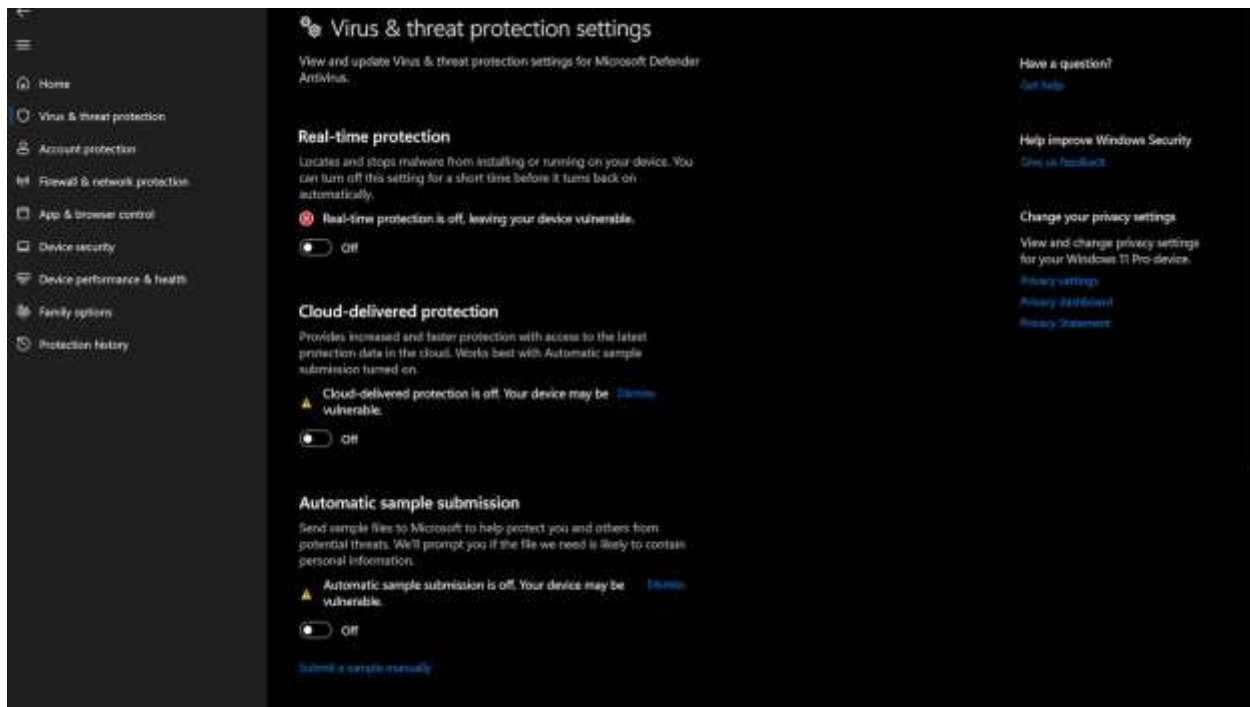 Home
Virus & threat protection
Account protection
Firewall & network protection
App & browser control
Device security
Device performance & health
Family options
Protection history
Virus & threat protection settings
View and update Virus & threat protection settings for Microsoft Defender
Antivirus.
Real-time protection
Locates and stops malware from installing or running on your device. You
can turn off this setting for a short time before it turns back on
automatically.
Real-time protection is off, leaving your device vulnerable.
Off
Cloud-delivered protection
Provides increased and faster protection with access to the latest
protection data in the cloud. Works best with Automatic sample
submission turned on.
Cloud-delivered protection is off. Your device may be Dismiss
vulnerable.
Off
Automatic sample submission
Send sample files to Microsoft to help protect you and others from
potential threats. We'll prompt you if the file we need is likely to contain
personal information.
Automatic sample submission is off. Your device may be Dismiss
vulnerable.
Off
Submit a sample manually
Have a question?
Get help
Help improve Windows Security
Give us feedback
Change your privacy settings
View and change privacy settings
for your Windows 11 Pro device.
Privacy settings
Privacy dashboard
Privacy Statement